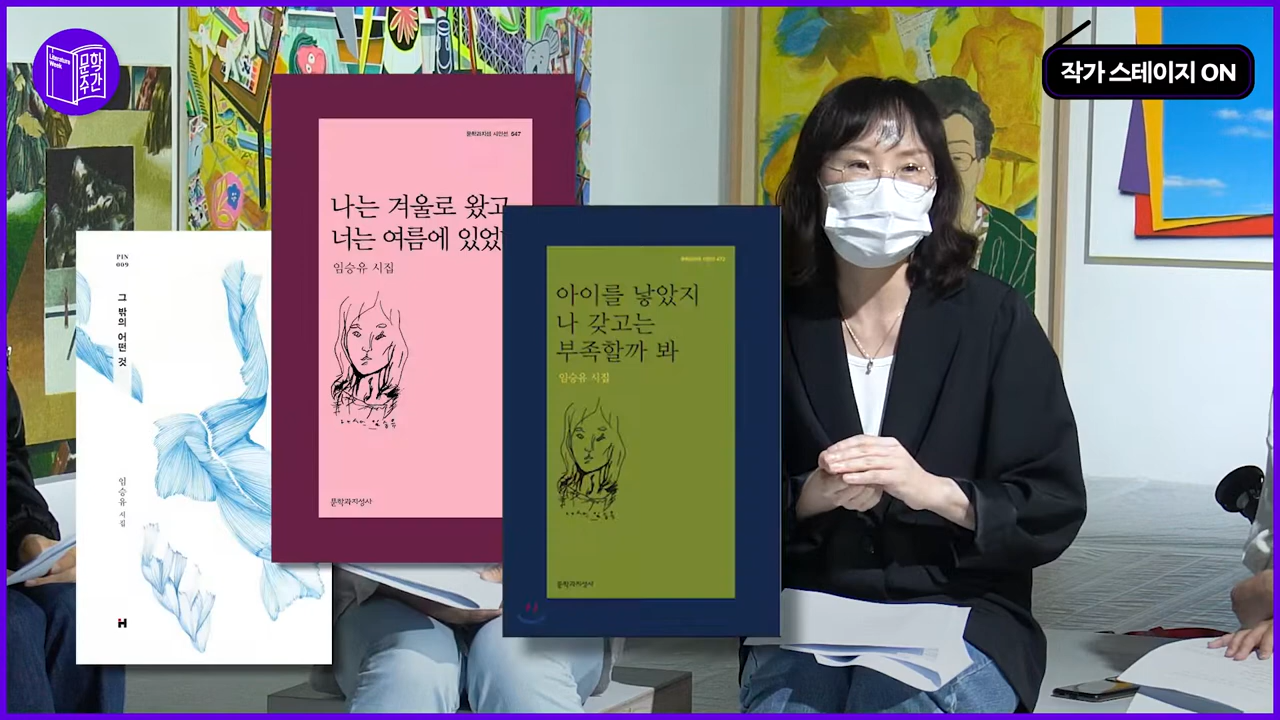 Literature
Week
문학
주간
작가 스테이지 ON
PIN
009
그 밖의 어떤 것
임승유 시집
문학과지성 시인선 547
나는 겨울로 왔고
너는 여름에 있었
임승유 시집
문학과지성사
아이를 낳았지
나 갖고는
부족할까 봐
임승유 시집
문학과지성사